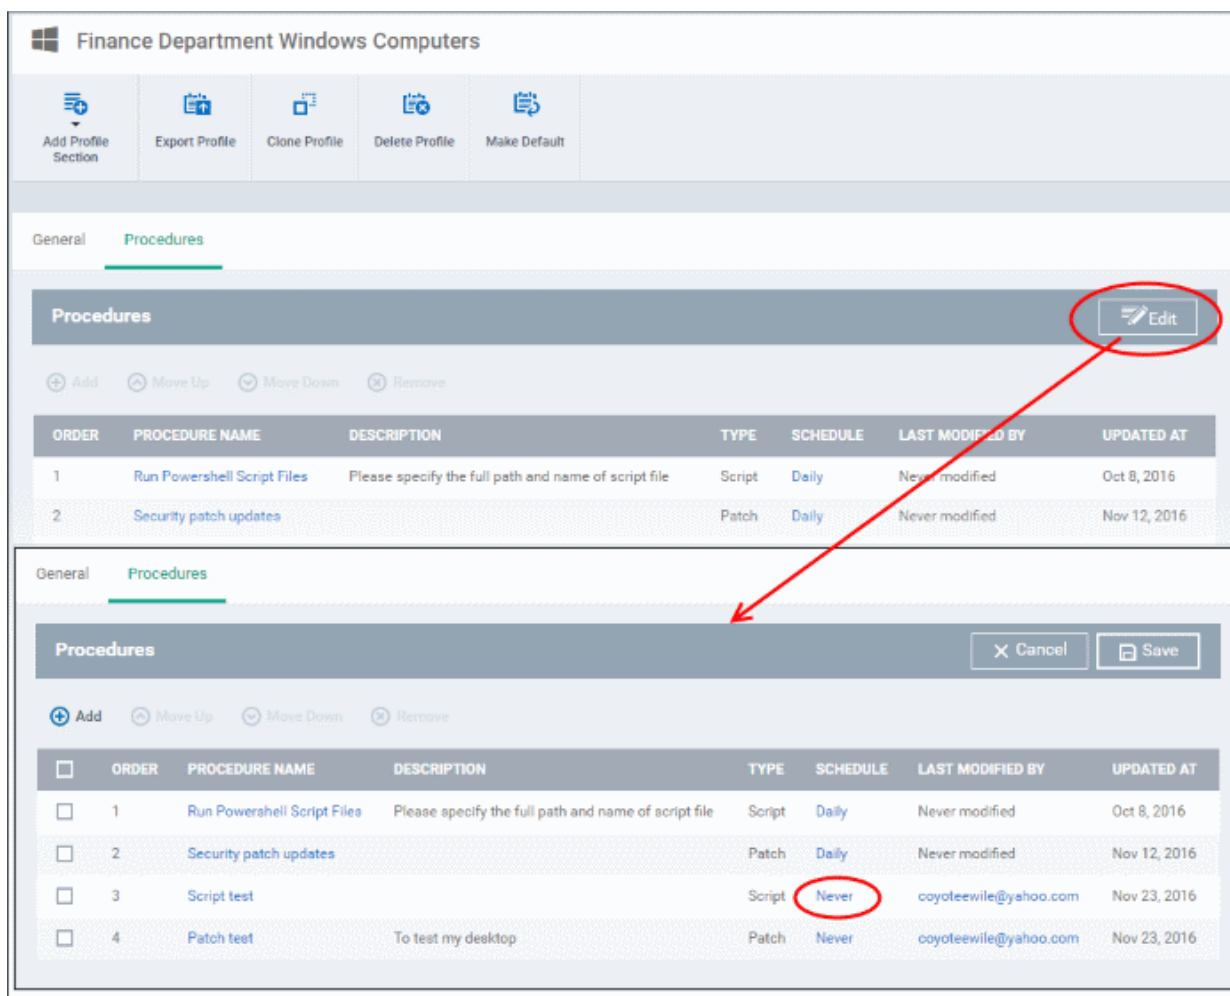 Finance Department Windows Computers
Add Profile Section Export Profile Clone Profile Delete Profile Make Default
General Procedures
Procedures Edit
Add Move Up Move Down Remove
ORDER PROCEDURE NAME DESCRIPTION TYPE SCHEDULE LAST MODIFIED BY UPDATED AT
1 Run Powershell Script Files Please specify the full path and name of script file Script Daily Never modified Oct 8, 2016
2 Security patch updates Patch Daily Never modified Nov 12, 2016
General Procedures
Procedures Cancel Save
Add Move Up Move Down Remove
ORDER PROCEDURE NAME DESCRIPTION TYPE SCHEDULE LAST MODIFIED BY UPDATED AT
1 Run Powershell Script Files Please specify the full path and name of script file Script Daily Never modified Oct 8, 2016
2 Security patch updates Patch Daily Never modified Nov 12, 2016
3 Script test Script Never coyoteewile@yahoo.com Nov 23, 2016
4 Patch test To test my desktop Patch Never coyoteewile@yahoo.com Nov 23, 2016